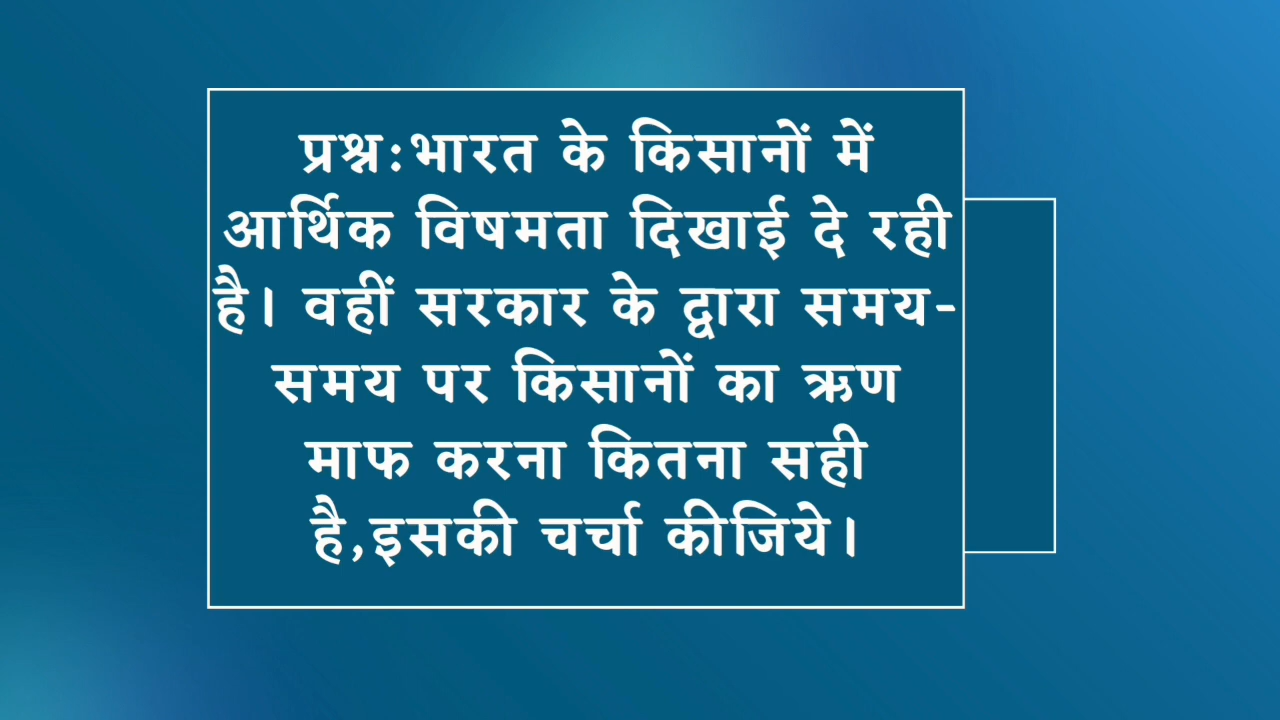 प्रश्न:भारत के किसानों में
आर्थिक विषमता दिखाई दे रही
है। वहीं सरकार के द्वारा समय-
समय पर किसानों का ऋण
माफ करना कितना सही
है,इसकी चर्चा कीजिये।